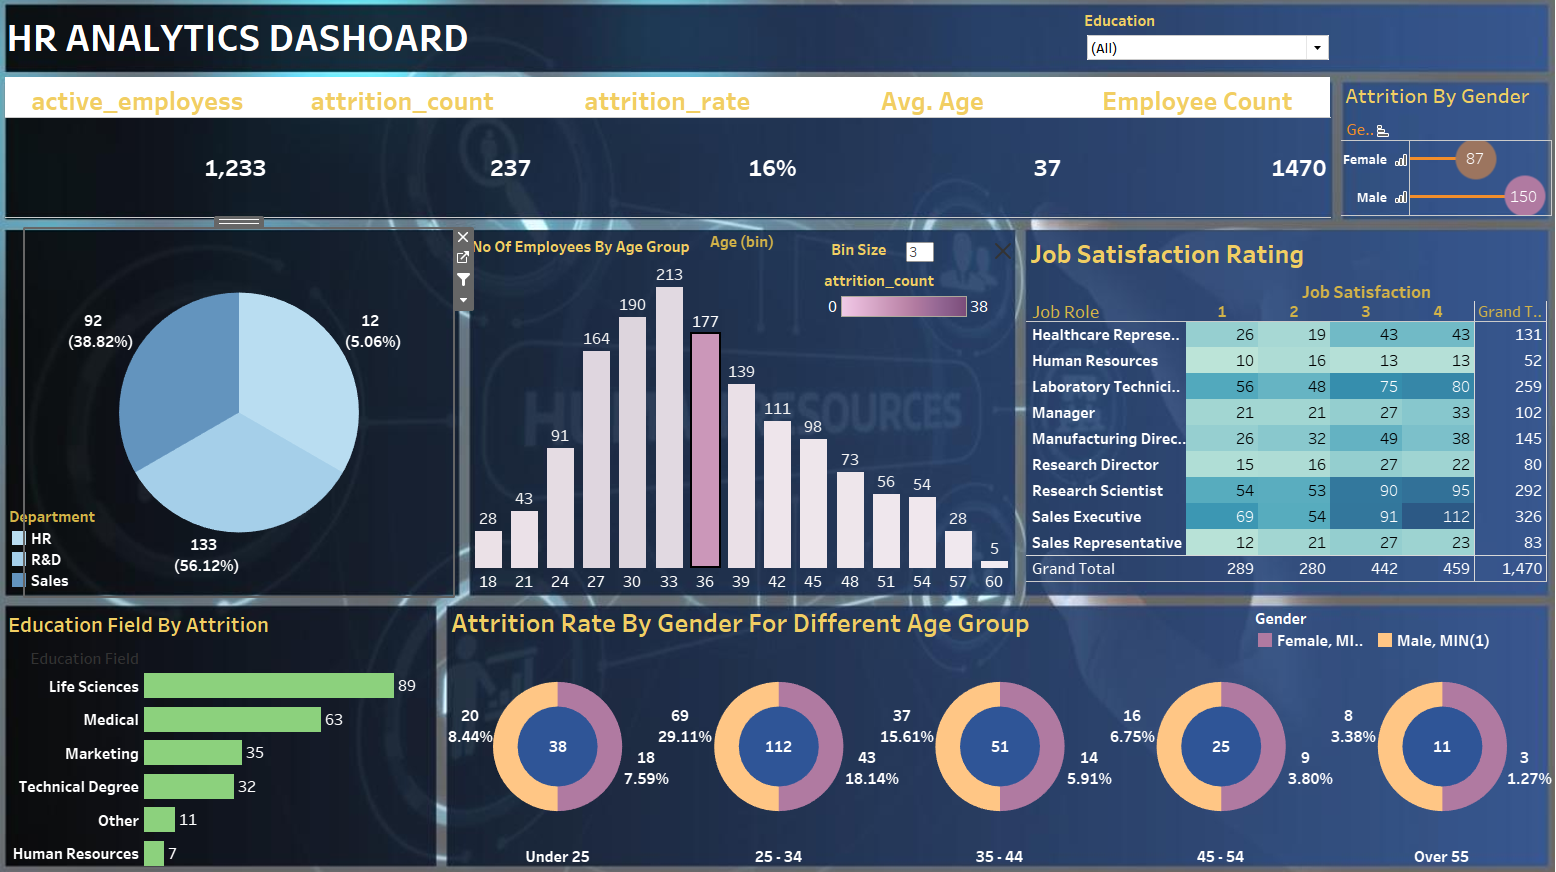 HR ANALYTICS DASHOARD
Education
(All)
active_employess attrition_count attrition_rate Avg. Age Employee Count
1,233 237 16% 37 1470
Attrition By Gender
Ge..
Female 87
Male 150
92
(38.82%)
12
(5.06%)
133
(56.12%)
Department
HR
R&D
Sales
No Of Employees By Age Group
Age (bin)
Bin Size 3
attrition_count
0 38
28 43 91 164 190 213 177 139 111 98 73 56 54 28 5
18 21 24 27 30 33 36 39 42 45 48 51 54 57 60
HUMAN RESOURCES
Job Satisfaction Rating
Job Satisfaction
Job Role 1 2 3 4 Grand T..
Healthcare Represe.. 26 19 43 43 131
Human Resources 10 16 13 13 52
Laboratory Technici.. 56 48 75 80 259
Manager 21 21 27 33 102
Manufacturing Direc.. 26 32 49 38 145
Research Director 15 16 27 22 80
Research Scientist 54 53 90 95 292
Sales Executive 69 54 91 112 326
Sales Representative 12 21 27 23 83
Grand Total 289 280 442 459 1,470
Education Field By Attrition
Education Field
Life Sciences 89
Medical 63
Marketing 35
Technical Degree 32
Other 11
Human Resources 7
Attrition Rate By Gender For Different Age Group
Gender
Female, MI.. Male, MIN(1)
20
8.44%
38
18
7.59%
Under 25
69
29.11%
112
43
18.14%
25 - 34
37
15.61%
51
14
5.91%
35 - 44
16
6.75%
25
9
3.80%
45 - 54
8
3.38%
11
3
1.27%
Over 55